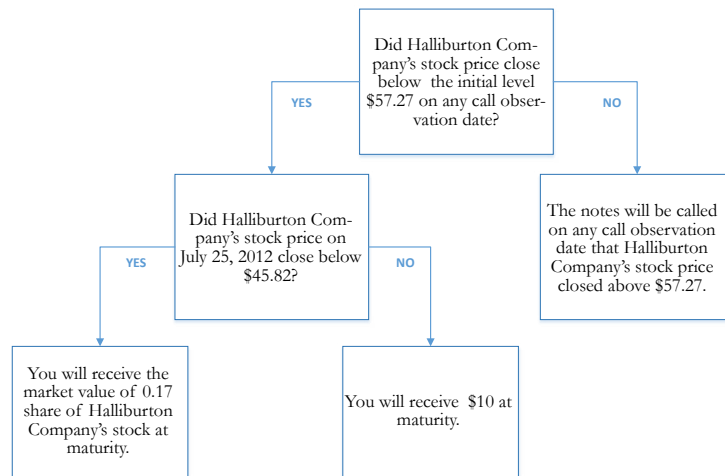 Did Halliburton Com-
pany's stock price close
below the initial level
$57.27 on any call obser-
vation date?
YES
NO
Did Halliburton Com-
pany's stock price on
July 25, 2012 close below
$45.82?
The notes will be called
on any call observation
date that Halliburton
Company's stock price
closed above $57.27.
YES
NO
You will receive the
market value of 0.17
share of Halliburton
Company's stock at
maturity.
You will receive $10 at
maturity.